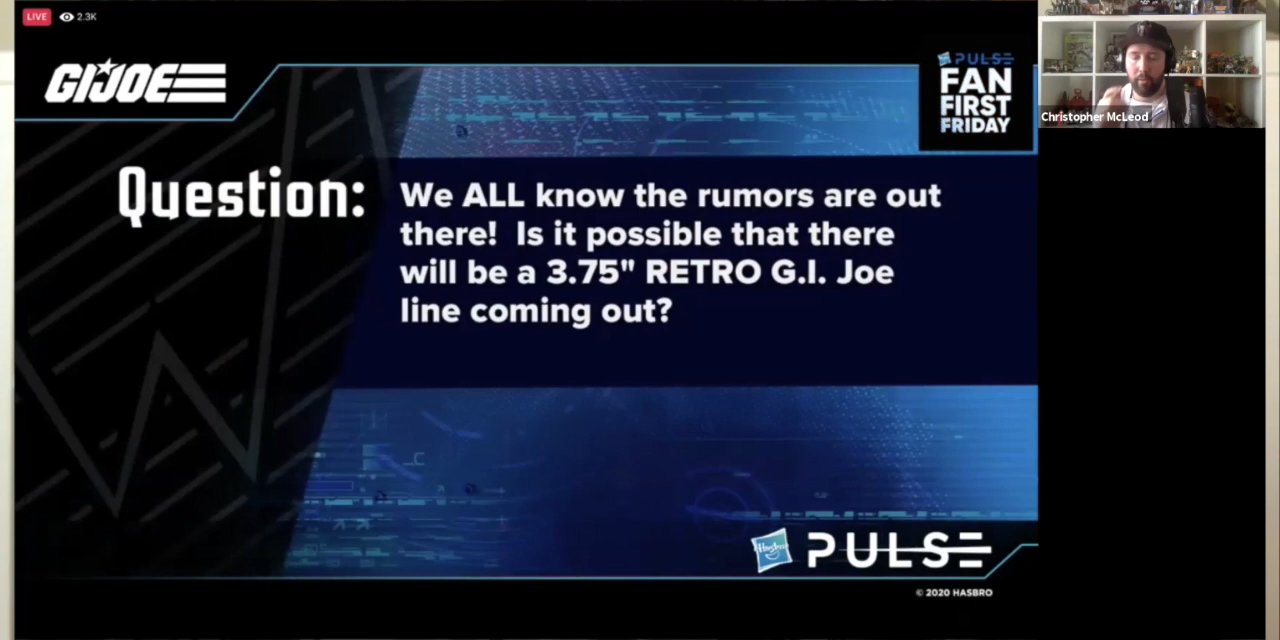 LIVE 2.3K
GI JOE
PULSE
FAN
FIRST
FRIDAY
Christopher McLeod
Question:
We ALL know the rumors are out
there! Is it possible that there
will be a 3.75" RETRO G.I. Joe
line coming out?
Hasbro PULSE
© 2020 HASBRO